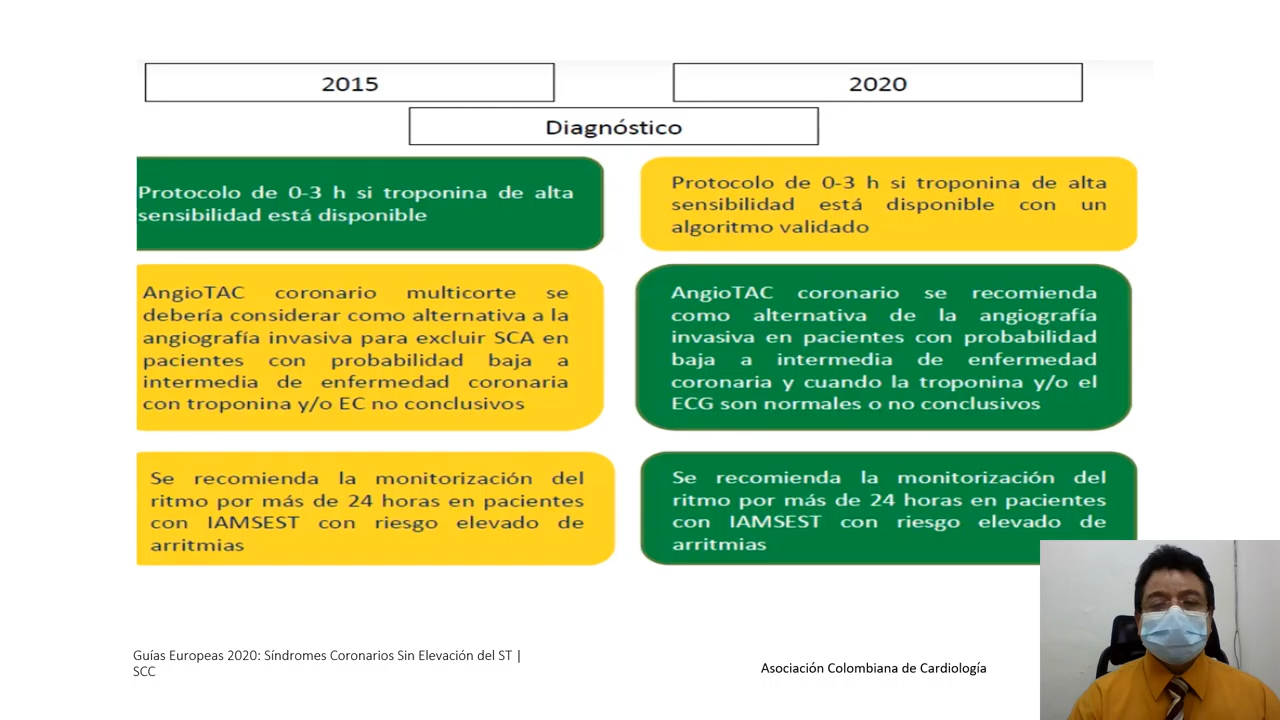 2015
2020
Diagnóstico
Protocolo de 0-3 h si troponina de alta
sensibilidad está disponible
Protocolo de 0-3 h si troponina de alta
sensibilidad está disponible con un
algoritmo validado
AngioTAC coronario multicorte se
debería considerar como alternativa a la
angiografía invasiva para excluir SCA en
pacientes con probabilidad baja a
intermedia de enfermedad coronaria
con troponina y/o EC no conclusivos
AngioTAC coronario se recomienda
como alternativa de la angiografía
invasiva en pacientes con probabilidad
baja a intermedia de enfermedad
coronaria y cuando la troponina y/o el
ECG son normales o no conclusivos
Se recomienda la monitorización del
ritmo por más de 24 horas en pacientes
con IAMSEST con riesgo elevado de
arritmias
Se recomienda la monitorización del
ritmo por más de 24 horas en pacientes
con IAMSEST con riesgo elevado de
arritmias
Guías Europeas 2020: Síndromes Coronarios Sin Elevación del ST |
SCC
Asociación Colombiana de Cardiología